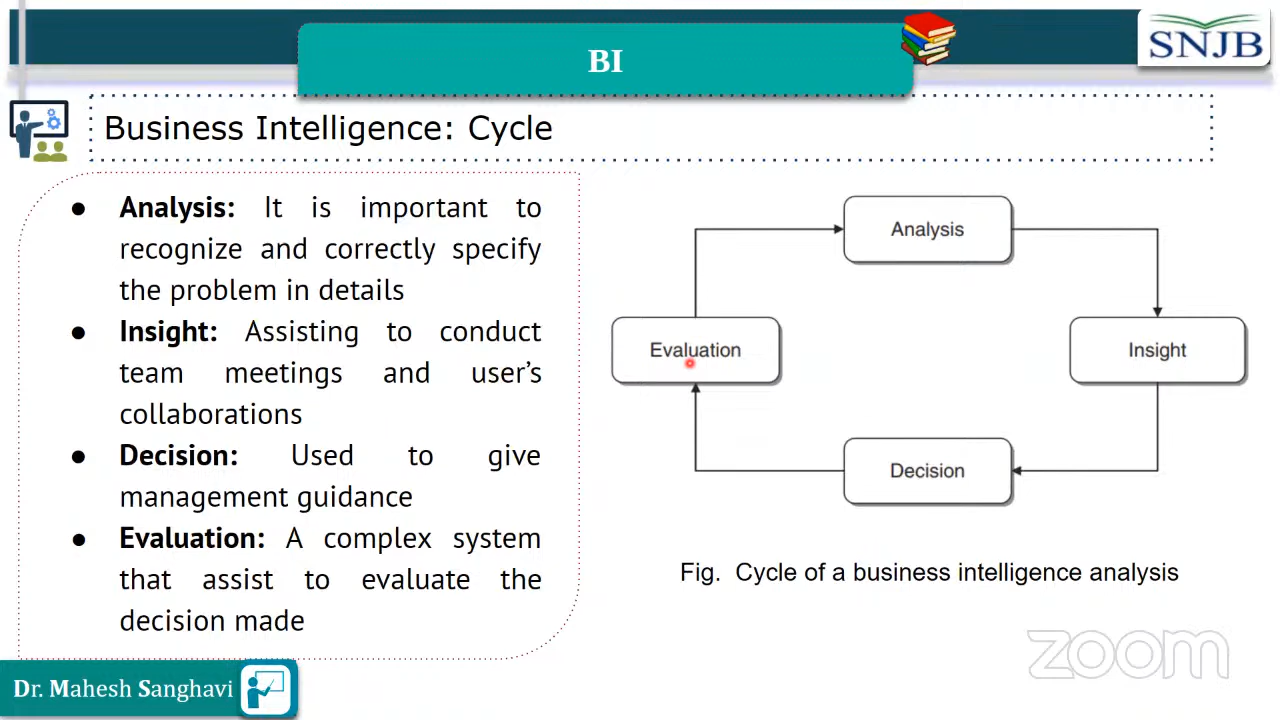 BI
SNJB
Business Intelligence: Cycle
● Analysis: It is important to
recognize and correctly specify
the problem in details
● Insight: Assisting to conduct
team meetings and user’s
collaborations
● Decision: Used to give
management guidance
● Evaluation: A complex system
that assist to evaluate the
decision made
Analysis
Evaluation
Insight
Decision
Fig. Cycle of a business intelligence analysis
zoom
Dr. Mahesh Sanghavi